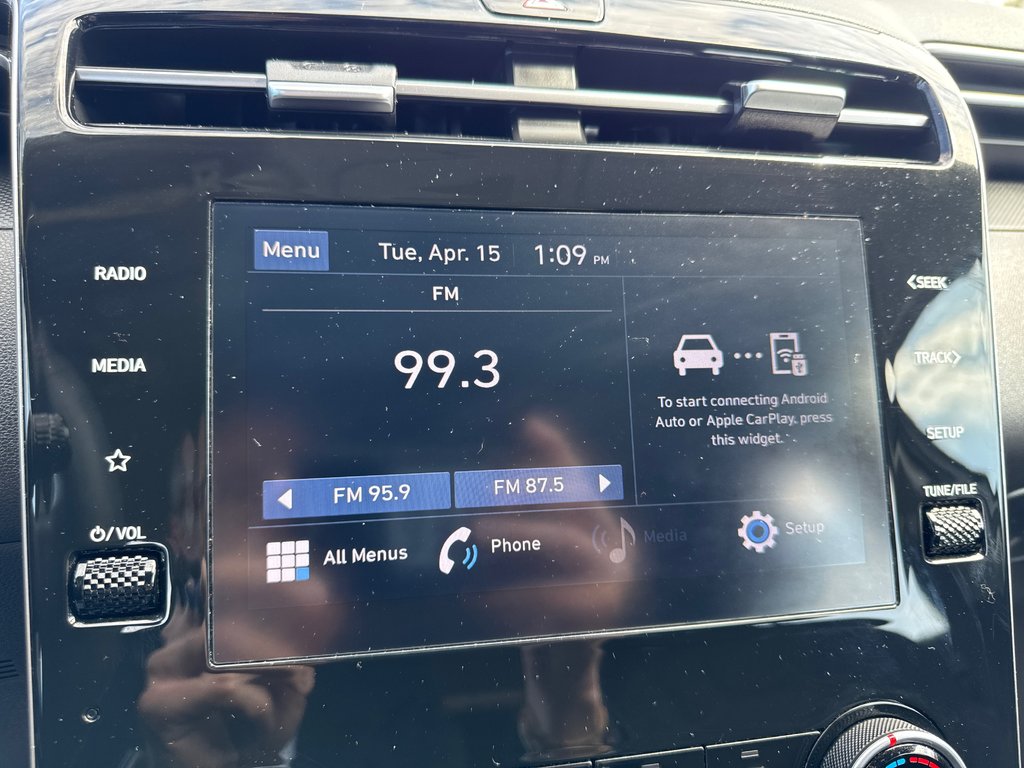 Menu
Tue, Apr. 15
1:09 PM
FM
99.3
To start connecting Android
Auto or Apple CarPlay, press
this widget.
FM 95.9
FM 87.5
All Menus
Phone
Media
Setup
RADIO
MEDIA
/VOL
<SEEK
TRACK>
SETUP
TUNE/FILE